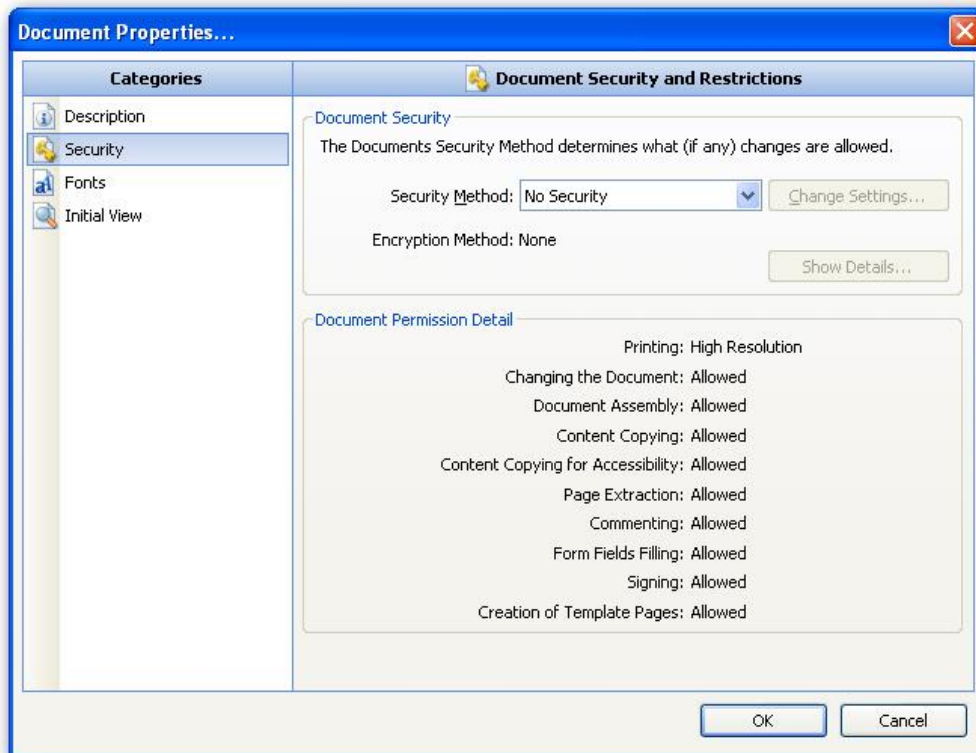 Document Properties...
Categories
Description
Security
Fonts
Initial View
Document Security and Restrictions
Document Security
The Documents Security Method determines what (if any) changes are allowed.
Security Method: No Security
Change Settings...
Encryption Method: None
Show Details...
Document Permission Detail
Printing: High Resolution
Changing the Document: Allowed
Document Assembly: Allowed
Content Copying: Allowed
Content Copying for Accessibility: Allowed
Page Extraction: Allowed
Commenting: Allowed
Form Fields Filling: Allowed
Signing: Allowed
Creation of Template Pages: Allowed
OK
Cancel